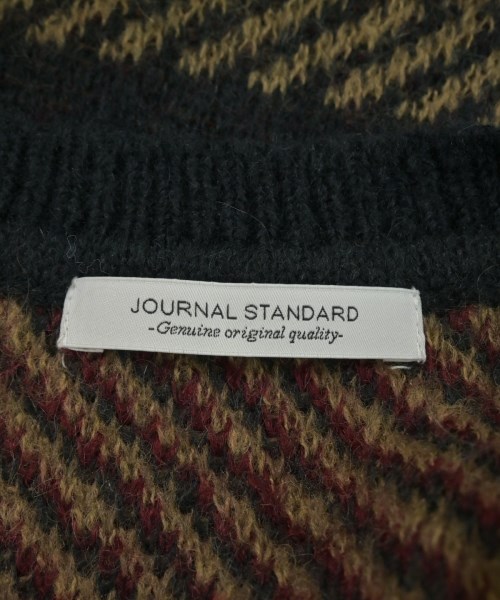 JOURNAL STANDARD
-Genuine original quality-